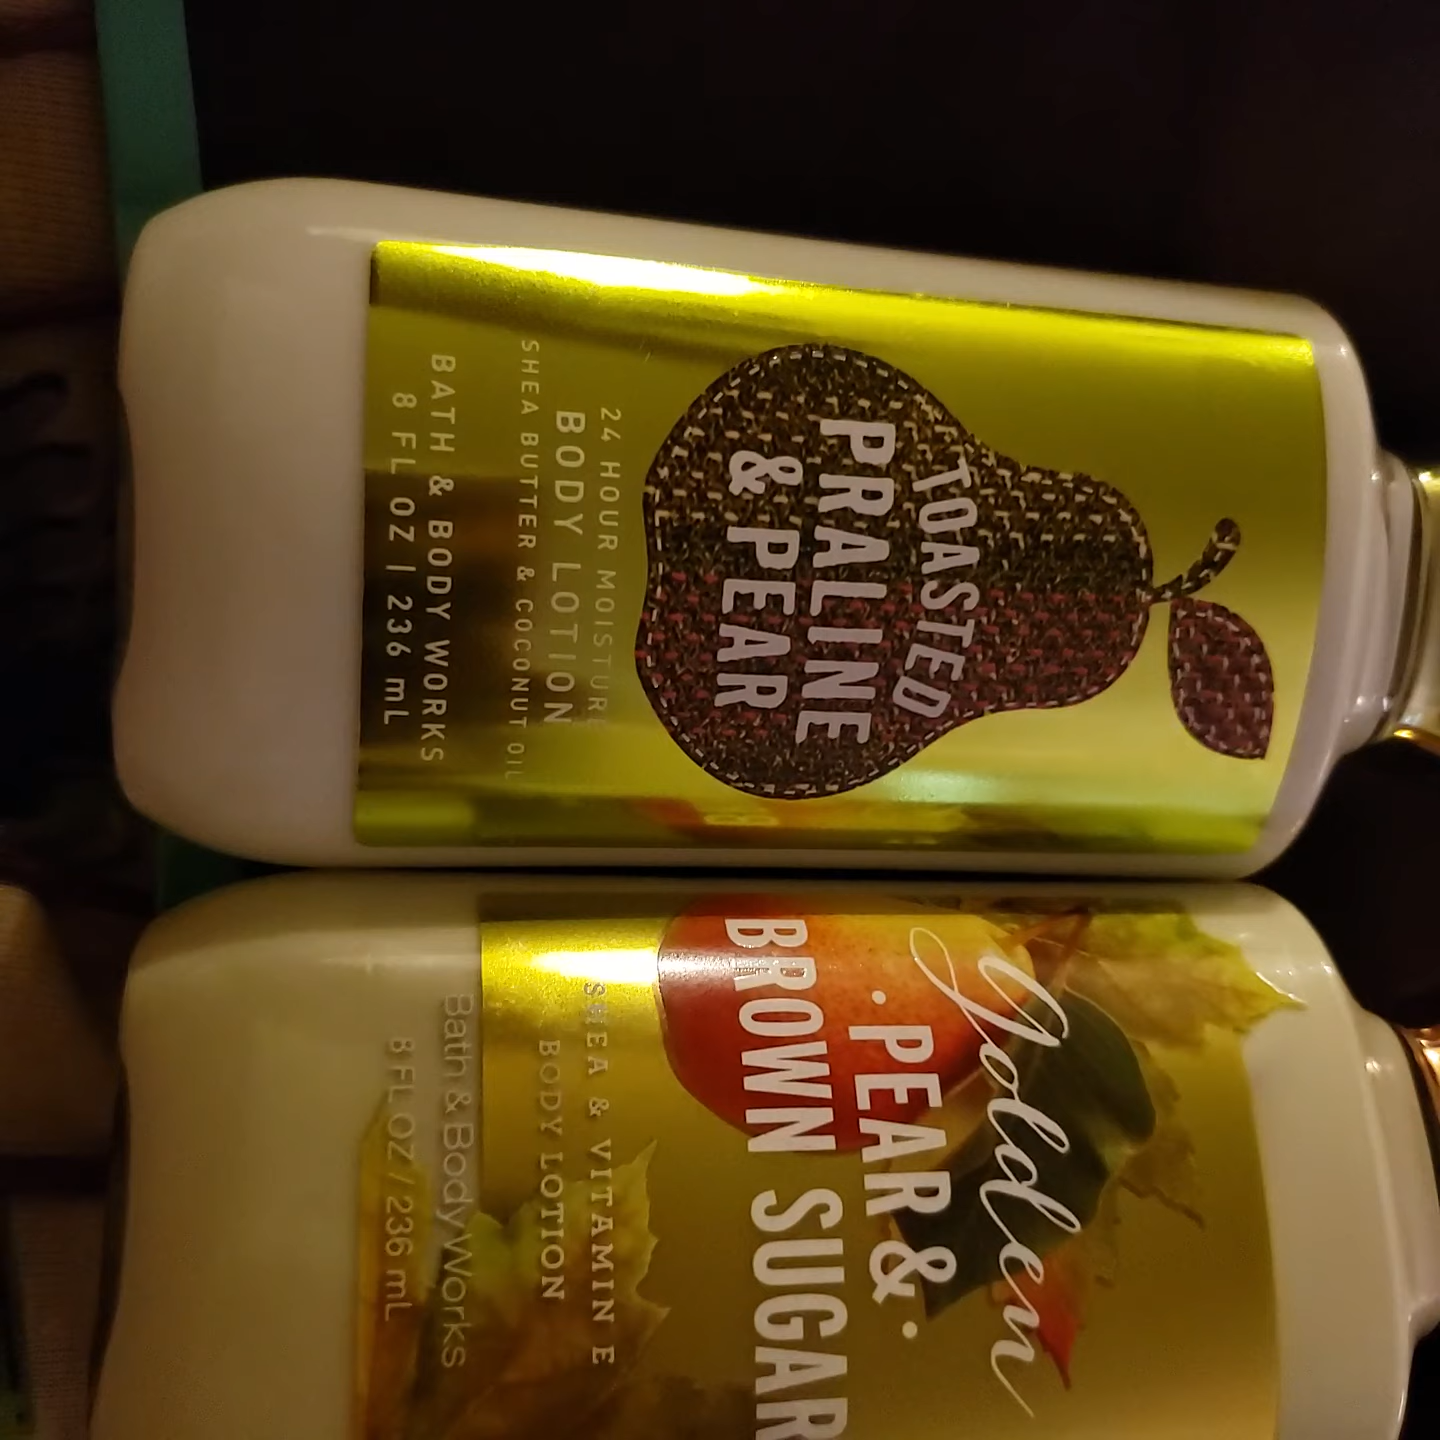 TOASTED
PRALINE
& PEAR
24 HOUR MOISTURE
BODY LOTION
SHEA BUTTER & COCONUT OIL
BATH & BODY WORKS
8 FL OZ | 236 mL
Golden
·PEAR &·
BROWN SUGAR
SHEA & VITAMIN E
BODY LOTION
Bath & Body Works
8 FL OZ / 236 mL